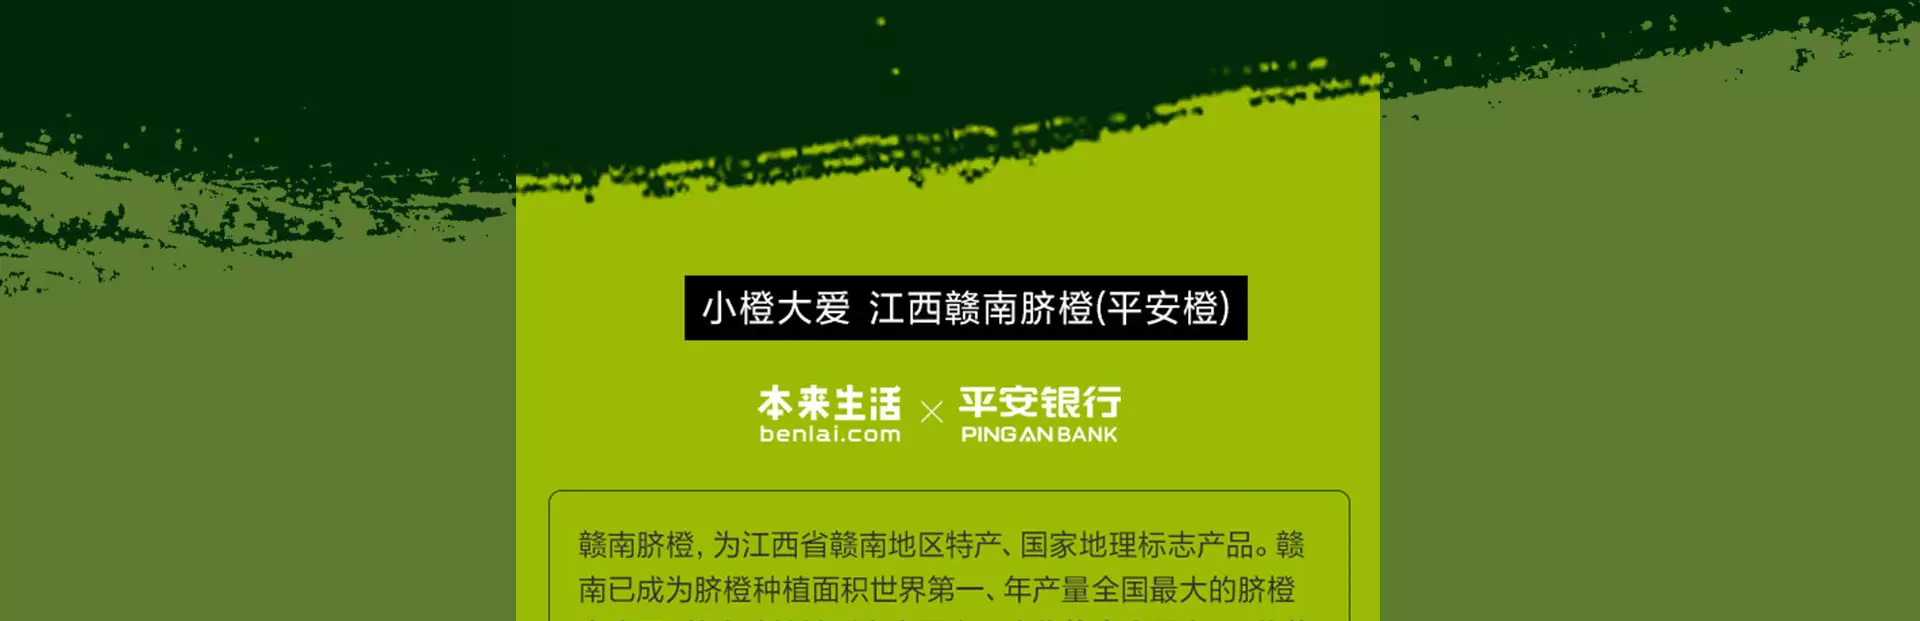 小橙大爱 江西赣南脐橙(平安橙)
本来生活 × 平安银行
benlai.com PING AN BANK
赣南脐橙，为江西省赣南地区特产、国家地理标志产品。赣
南已成为脐橙种植面积世界第一、年产量全国最大的脐橙